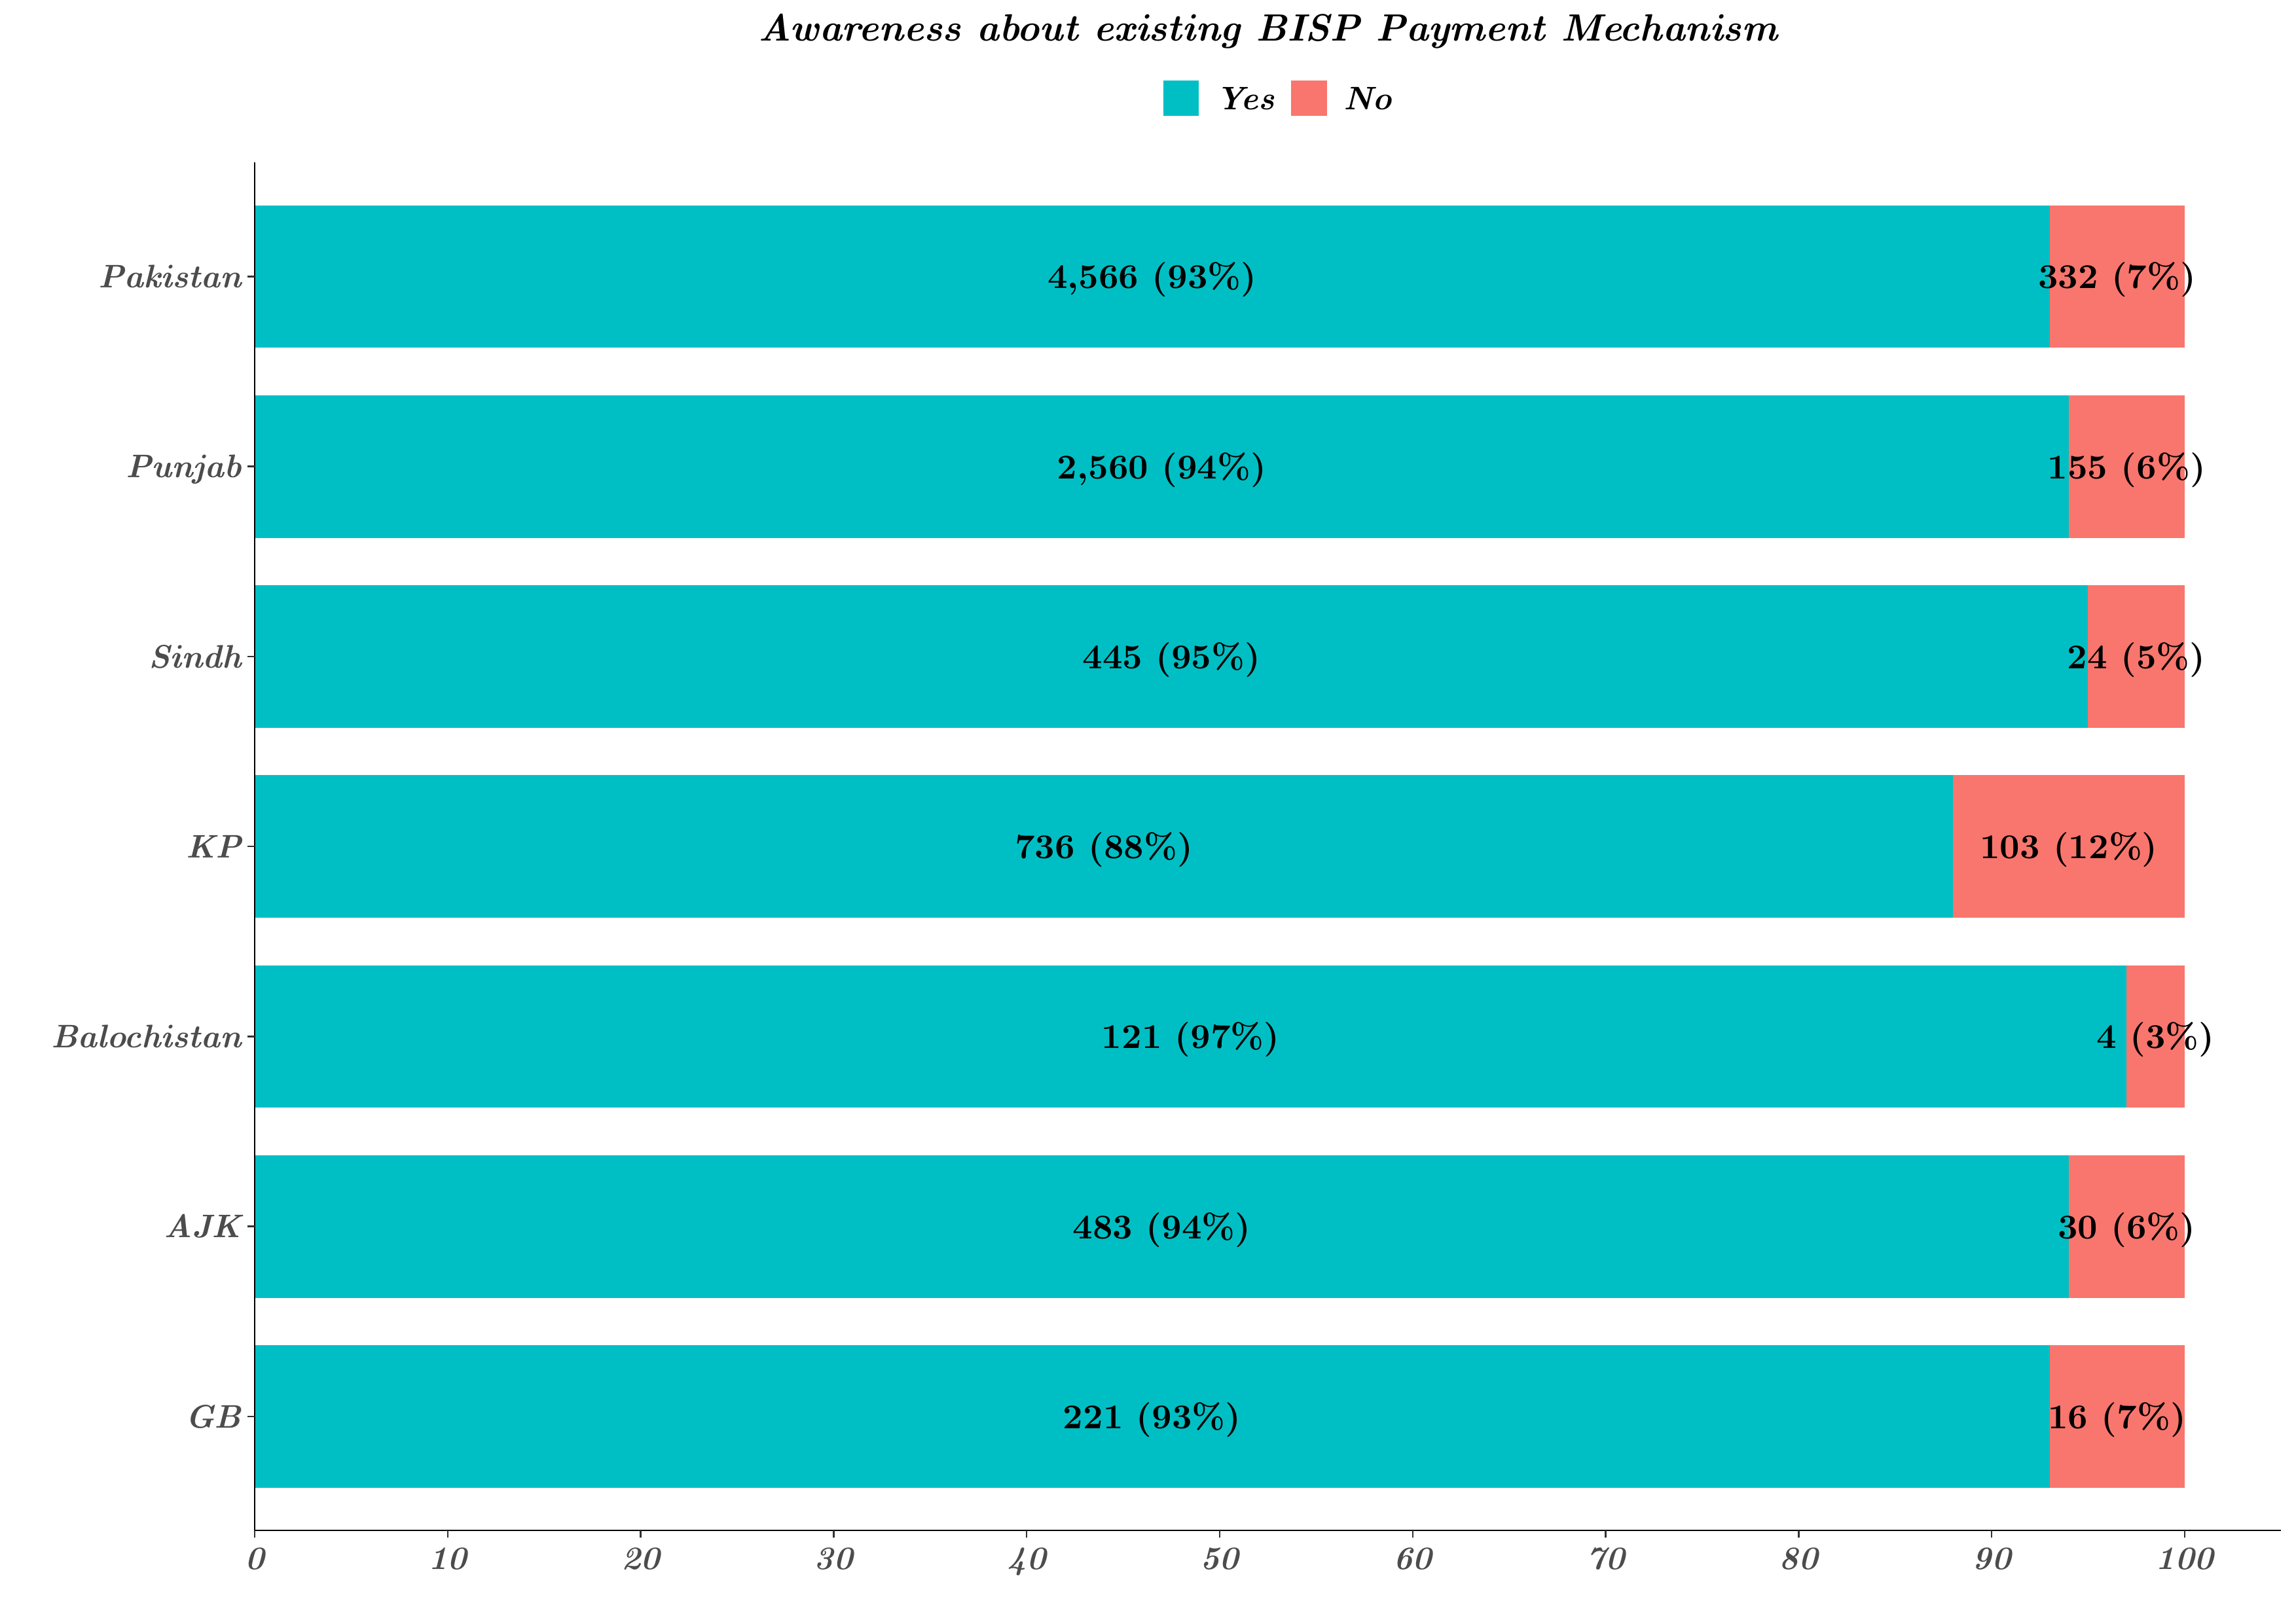 Awareness about existing BISP Payment Mechanism
Yes No
Pakistan 4,566 (93%) 332 (7%)
Punjab 2,560 (94%) 155 (6%)
Sindh 445 (95%) 24 (5%)
KP 736 (88%) 103 (12%)
Balochistan 121 (97%) 4 (3%)
AJK 483 (94%) 30 (6%)
GB 221 (93%) 16 (7%)
0 10 20 30 40 50 60 70 80 90 100